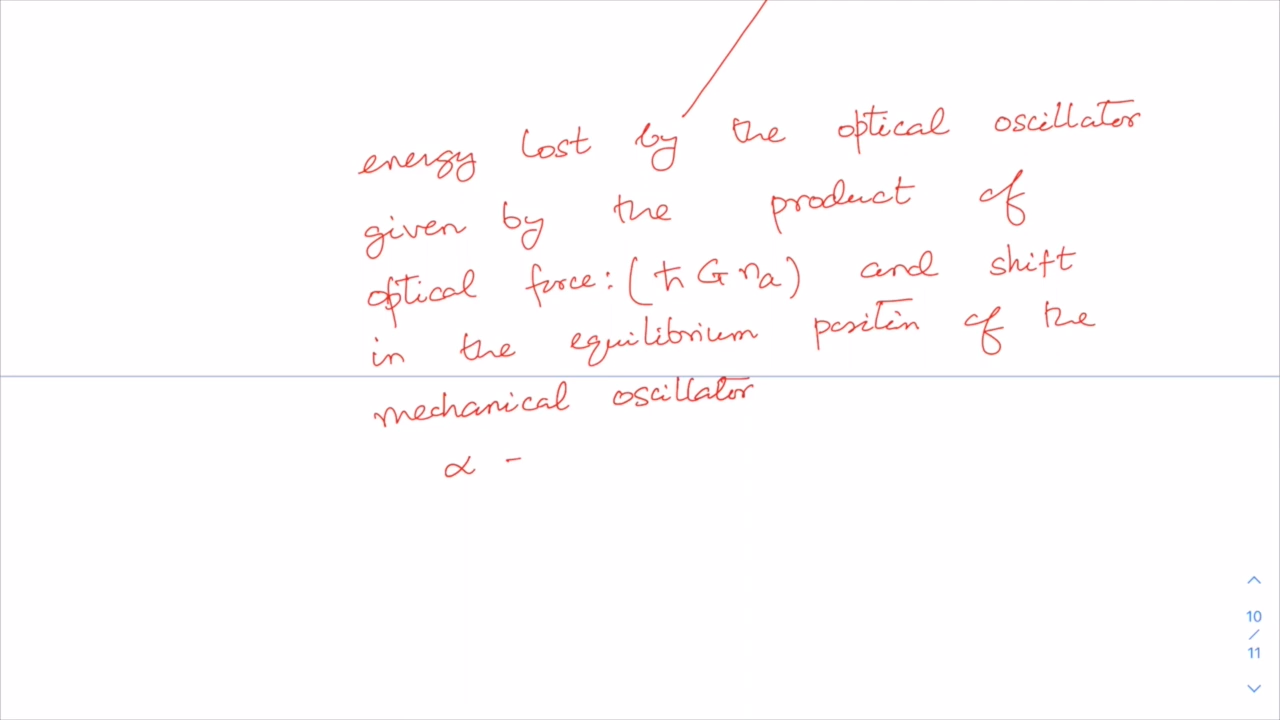 energy lost by the optical oscillator
given by the product of
optical force: (ħ G nₐ) and shift
in the equilibrium position of the
mechanical oscillator
α -
10
/
11